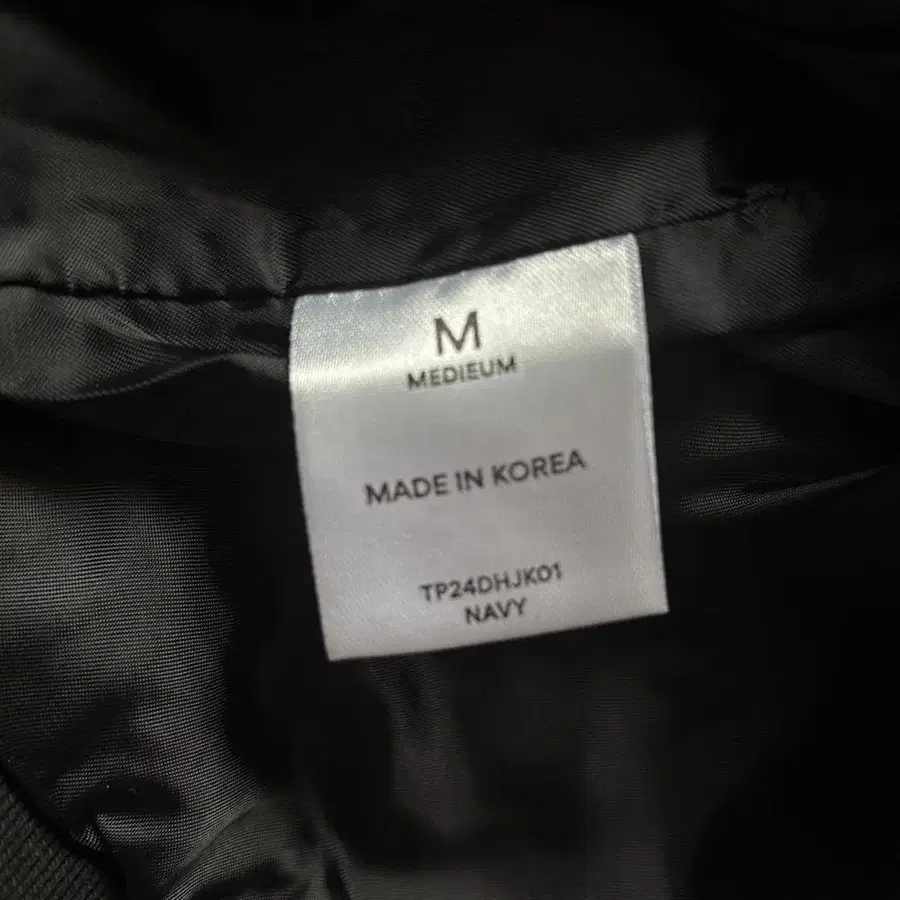 M
MEDIEUM
MADE IN KOREA
TP24DHJK01
NAVY